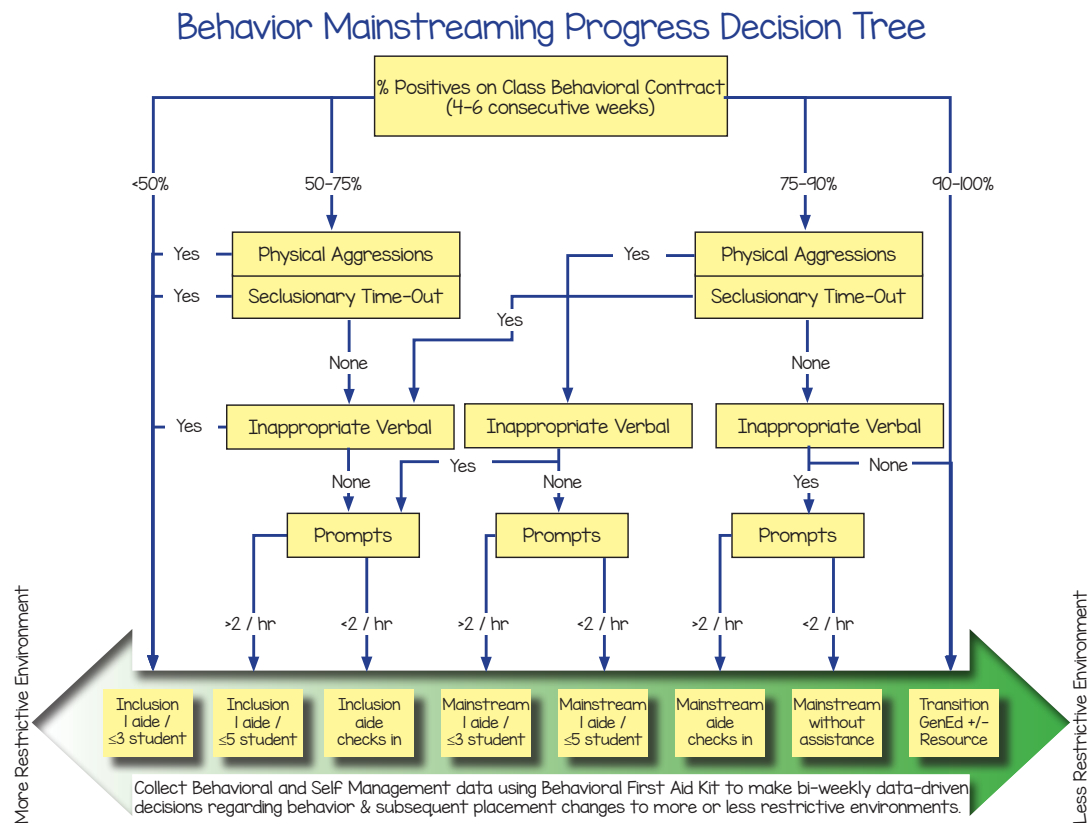 Behavior Mainstreaming Progress Decision Tree
% Positives on Class Behavioral Contract
(4-6 consecutive weeks)
<50%
50-75%
75-90%
90-100%
Yes
Physical Aggressions
Yes
Physical Aggressions
Yes
Seclusionary Time-Out
Yes
Seclusionary Time-Out
None
None
Yes
Inappropriate Verbal
Inappropriate Verbal
Inappropriate Verbal
None
Yes
None
Yes
None
Prompts
Prompts
Prompts
>2 / hr
<2 / hr
>2 / hr
<2 / hr
>2 / hr
<2 / hr
More Restrictive Environment
Less Restrictive Environment
Inclusion
1 aide /
≤3 student
Inclusion
1 aide /
≤5 student
Inclusion
aide
checks in
Mainstream
1 aide /
≤3 student
Mainstream
1 aide /
≤5 student
Mainstream
aide
checks in
Mainstream
without
assistance
Transition
GenEd +/-
Resource
Collect Behavioral and Self Management data using Behavioral First Aid Kit to make bi-weekly data-driven
decisions regarding behavior & subsequent placement changes to more or less restrictive environments.